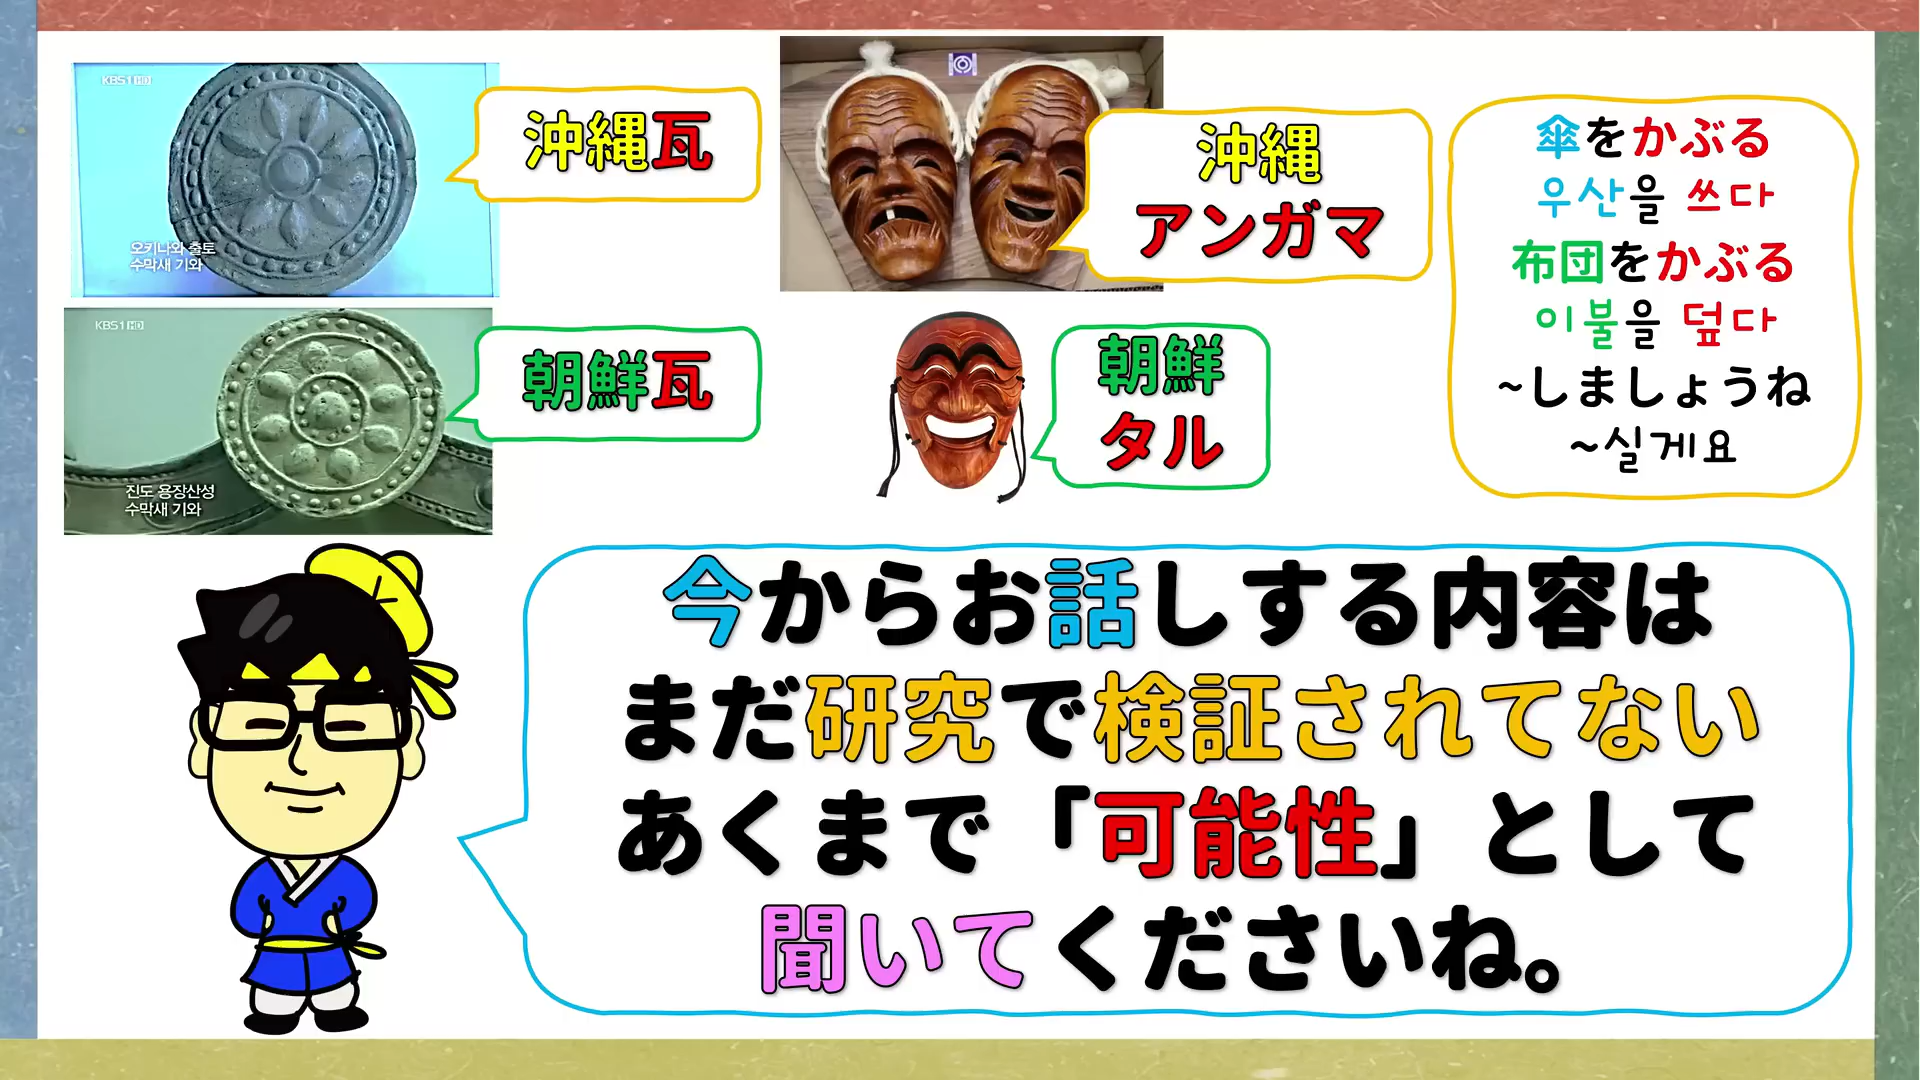 KBS1 HD
오키나와 출토
수막새 기와
沖縄瓦
KBS1 HD
진도 용장산성
수막새 기와
朝鮮瓦
沖縄
アンガマ
朝鮮
タル
傘をかぶる
우산을 쓰다
布団をかぶる
이불을 덮다
~しましょうね
~실게요
今からお話しする内容は
まだ研究で検証されてない
あくまで「可能性」として
聞いてくださいね。